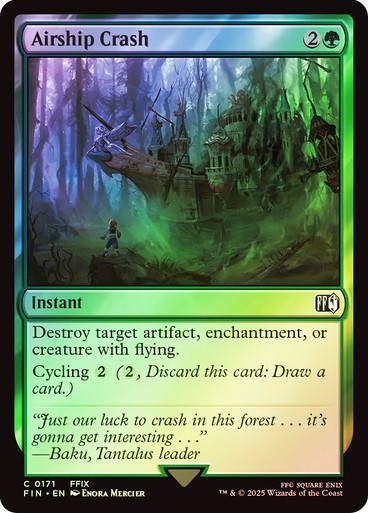 Airship Crash 2
Instant
Destroy target artifact, enchantment, or
creature with flying.
Cycling 2 (2, Discard this card: Draw a
card.)
"Just our luck to crash in this forest . . . it's
gonna get interesting . . ."
—Baku, Tantalus leader
C 0171 FFIX
FIN • EN Enora Mercier
FF© SQUARE ENIX
™ & © 2025 Wizards of the Coast